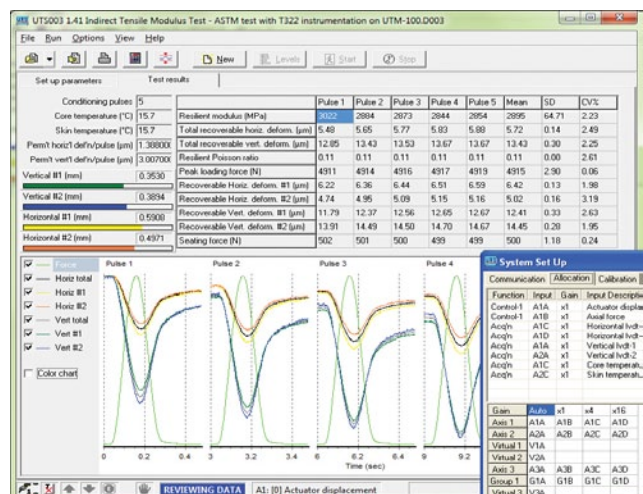 UTS003 1.41 Indirect Tensile Modulus Test - ASTM test with T322 instrumentation on UTM-100.D003
File Run Options View Help
New Levels Start Stop
Set up parameters Test results
Conditioning pulses 5
Core temperature (°C) 15.7
Skin temperature (°C) 15.7
Perm't horiz'l def'n/pulse (µm) 1.388000
Perm't vert'l def'n/pulse (µm) 3.007000
Vertical #1 (mm) 0.3530
Vertical #2 (mm) 0.3894
Horizontal #1 (mm) 0.5908
Horizontal #2 (mm) 0.4971
Pulse 1 Pulse 2 Pulse 3 Pulse 4 Pulse 5 Mean SD CV%
Resilient modulus (MPa) 3022 2884 2873 2844 2854 2895 64.71 2.23
Total recoverable horiz. deform. (µm) 5.48 5.65 5.77 5.83 5.88 5.72 0.14 2.49
Total recoverable vert. deform. (µm) 12.85 13.43 13.53 13.67 13.67 13.43 0.30 2.25
Resilient Poisson ratio 0.11 0.11 0.11 0.11 0.11 0.11 0.00 2.61
Peak loading force (N) 4911 4914 4916 4917 4919 4915 2.90 0.06
Recoverable Horiz. deform. #1 (µm) 6.22 6.36 6.44 6.51 6.59 6.42 0.13 1.98
Recoverable Horiz. deform. #2 (µm) 4.74 4.95 5.09 5.15 5.16 5.02 0.16 3.19
Recoverable Vert. deform. #1 (µm) 11.79 12.37 12.56 12.65 12.67 12.41 0.33 2.63
Recoverable Vert. deform. #2 (µm) 13.91 14.49 14.50 14.70 14.67 14.45 0.28 1.95
Seating force (N) 502 501 500 499 499 500 1.18 0.24
Force
Horiz total
Horiz #1
Horiz #2
Vert total
Vert #1
Vert #2
Color chart
Pulse 1 Pulse 2 Pulse 3 Pulse 4
0 0.2 0.4 3 3.2 3.4 6 6.2 6.4 9 9.2
Time (sec)
System Set Up
Communication Allocation Calibration
Function Input Gain Input Descriptio
Control-1 A1A x1 Actuator displac
Control-1 A1B x1 Axial force
Acq'n A1C x1 Horizontal lvdt-
Acq'n A1D x1 Horizontal lvdt-
Acq'n A1A x1 Vertical lvdt-1
Acq'n A2A x1 Vertical lvdt-2
Acq'n A1C x1 Core temperatu..
Acq'n A2C x1 Skin temperatu..
Gain Auto x1 x4 x16
Axis 1 A1A A1B A1C A1D
Axis 2 A2A A2B A2C A2D
Virtual 1 V1A
Virtual 2 V2A
Axis 3 A3A A3B A3C A3D
Group 1 G1A G1B G1C G1D
Virtual 3 V3A
REVIEWING DATA A1: [0] Actuator displacement